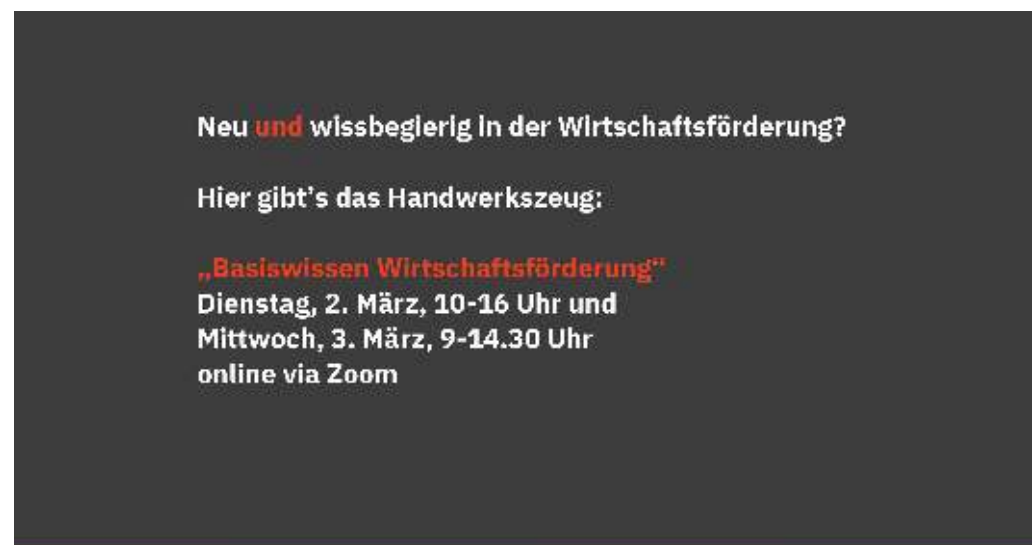 Neu und wissbegierig in der Wirtschaftsförderung?
Hier gibt's das Handwerkszeug:
„Basiswissen Wirtschaftsförderung“
Dienstag, 2. März, 10-16 Uhr und
Mittwoch, 3. März, 9-14.30 Uhr
online via Zoom